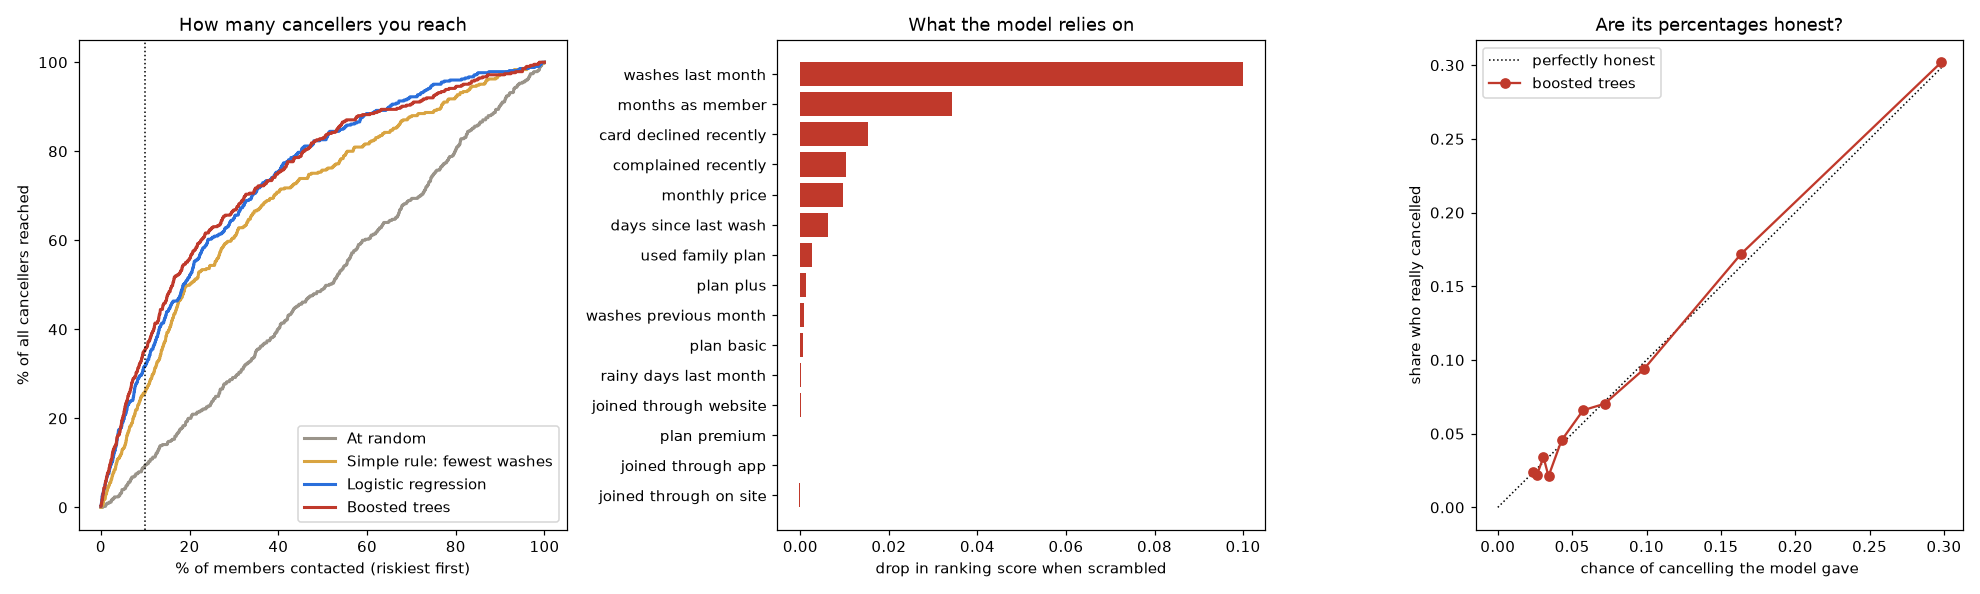 How many cancellers you reach
% of all cancellers reached
100
80
60
40
20
0
At random
Simple rule: fewest washes
Logistic regression
Boosted trees
0 20 40 60 80 100
% of members contacted (riskiest first)
What the model relies on
washes last month
months as member
card declined recently
complained recently
monthly price
days since last wash
used family plan
plan plus
washes previous month
plan basic
rainy days last month
joined through website
plan premium
joined through app
joined through on site
0.00 0.02 0.04 0.06 0.08 0.10
drop in ranking score when scrambled
Are its percentages honest?
perfectly honest
boosted trees
share who really cancelled
0.30
0.25
0.20
0.15
0.10
0.05
0.00
0.00 0.05 0.10 0.15 0.20 0.25 0.30
chance of cancelling the model gave